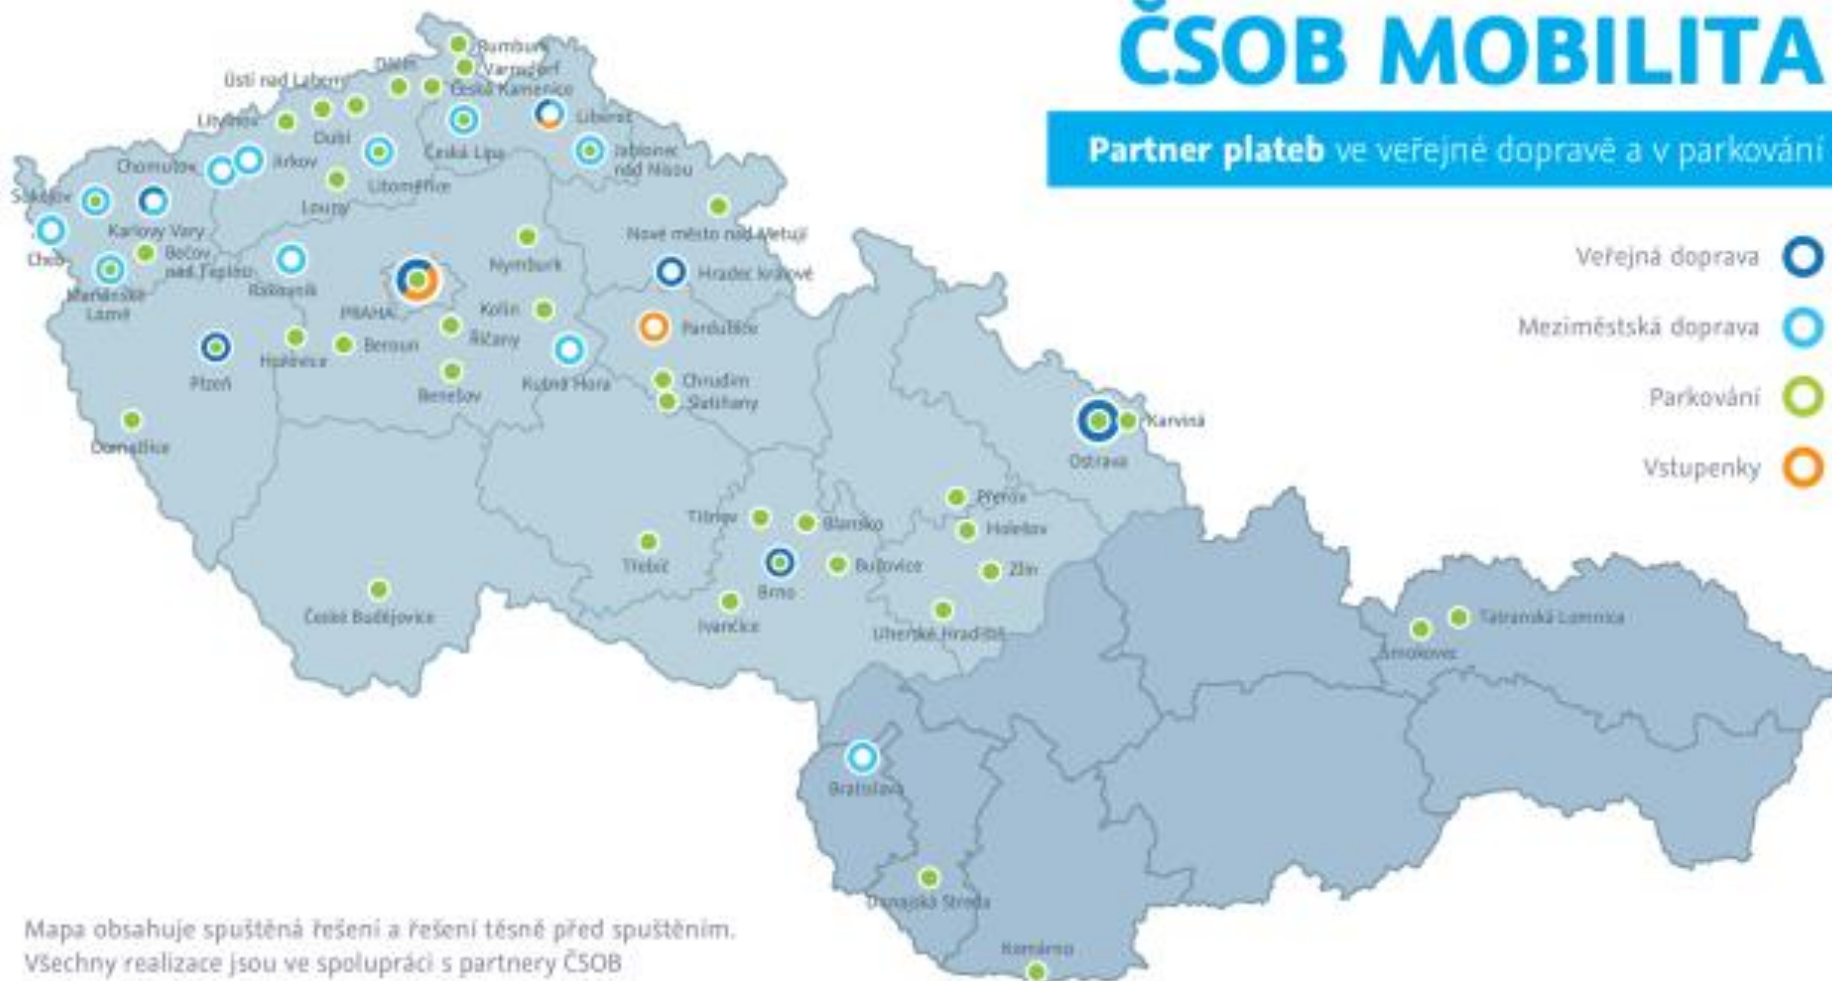 ČSOB MOBILITA
Partner plateb ve veřejné dopravě a v parkování
Veřejná doprava
Meziměstská doprava
Parkování
Vstupenky
Rumburk
Varnsdorf
Děčín
Ústí nad Labem
Česká Kamenice
Litvínov
Dubí
Liberec
Česká Lípa
Jablonec
nad Nisou
Chomutov
Jirkov
Litoměřice
Louny
Sokolov
Karlovy Vary
Cheb
Bečov
nad Teplou
Mariánské
Lázně
Rakovník
Nové město nad Metují
Nymburk
Hradec králové
PRAHA
Kolín
Říčany
Pardubice
Plzeň
Hořovice
Beroun
Benešov
Kutná Hora
Chrudim
Slatiňany
Domažlice
Karviná
Ostrava
Přerov
Tišnov
Blansko
Holešov
Třebíč
Brno
Bučovice
Zlín
České Budějovice
Ivančice
Uherské Hradiště
Tatranská Lomnica
Smokovec
Bratislava
Dunajská Streda
Komárno
Mapa obsahuje spuštěná řešení a řešení těsně před spuštěním.
Všechny realizace jsou ve spolupráci s partnery ČSOB